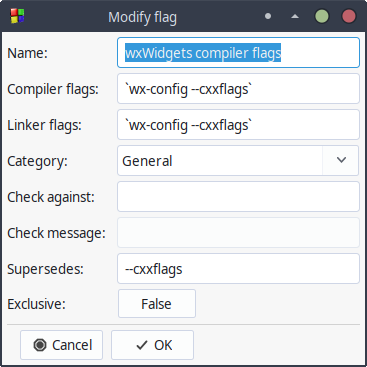 Modify flag
Name: wxWidgets compiler flags
Compiler flags: `wx-config --cxxflags`
Linker flags: `wx-config --cxxflags`
Category: General
Check against:
Check message:
Supersedes: --cxxflags
Exclusive: False
Cancel OK